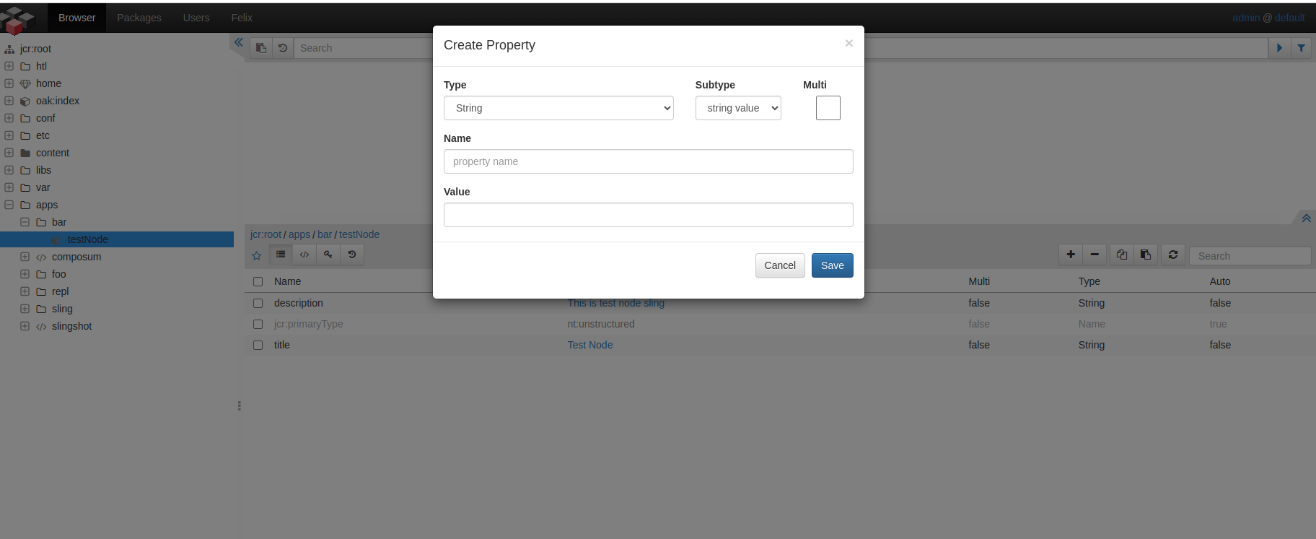 Browser Packages Users Felix admin @ default
jcr:root
htl
home
oak:index
conf
etc
content
libs
var
apps
bar
testNode
composum
foo
repl
sling
slingshot
Search
Create Property ×
Type Subtype Multi
String string value
Name
property name
Value
Cancel Save
jcr:root / apps / bar / testNode
Search
Name Multi Type Auto
description This is test node sling false String false
jcr:primaryType nt:unstructured false Name true
title Test Node false String false